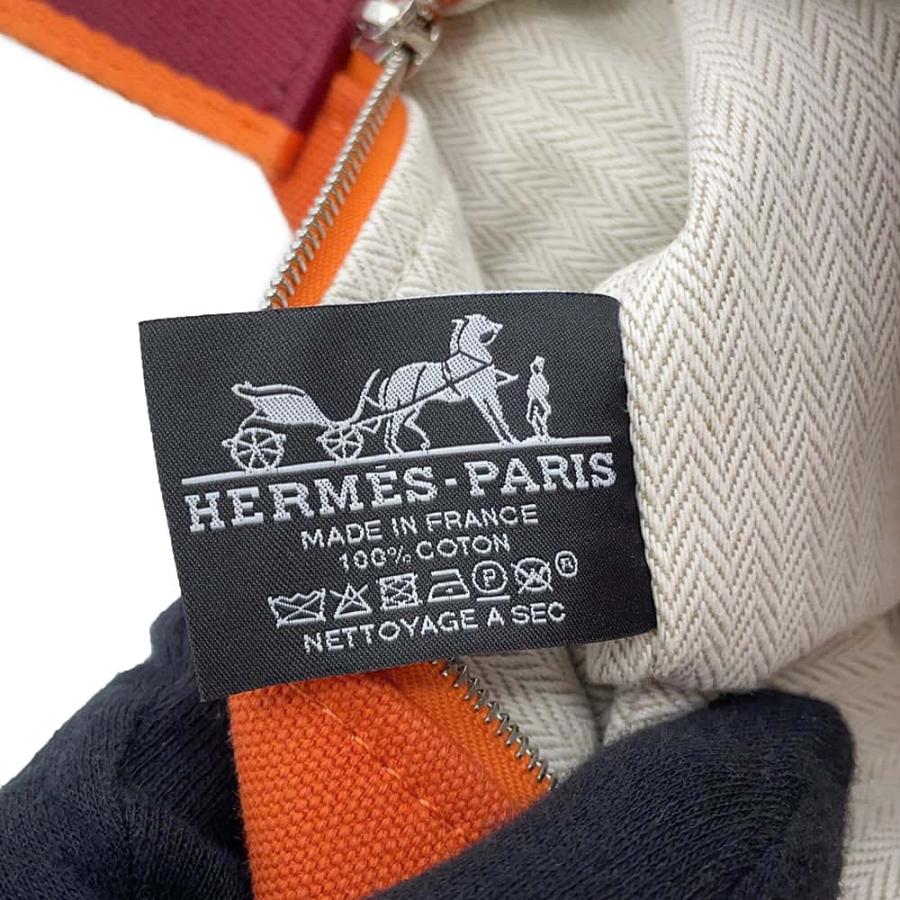 HERMÈS-PARIS
MADE IN FRANCE
100% COTON
P ®
NETTOYAGE A SEC